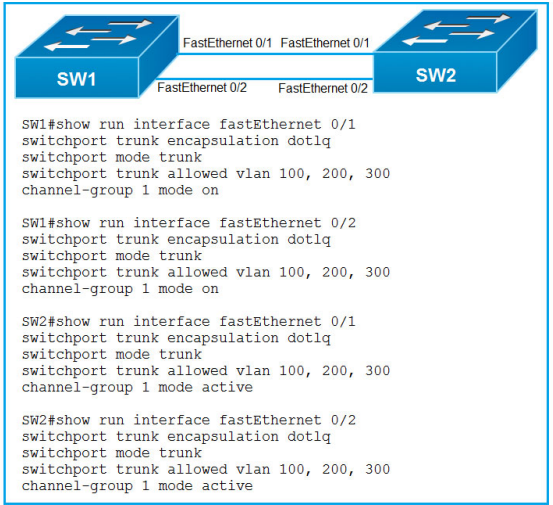 FastEthernet 0/1 FastEthernet 0/1
SW1
SW2
FastEthernet 0/2 FastEthernet 0/2
SW1#show run interface fastEthernet 0/1
switchport trunk encapsulation dotlq
switchport mode trunk
switchport trunk allowed vlan 100, 200, 300
channel-group 1 mode on
SW1#show run interface fastEthernet 0/2
switchport trunk encapsulation dotlq
switchport mode trunk
switchport trunk allowed vlan 100, 200, 300
channel-group 1 mode on
SW2#show run interface fastEthernet 0/1
switchport trunk encapsulation dotlq
switchport mode trunk
switchport trunk allowed vlan 100, 200, 300
channel-group 1 mode active
SW2#show run interface fastEthernet 0/2
switchport trunk encapsulation dotlq
switchport mode trunk
switchport trunk allowed vlan 100, 200, 300
channel-group 1 mode active